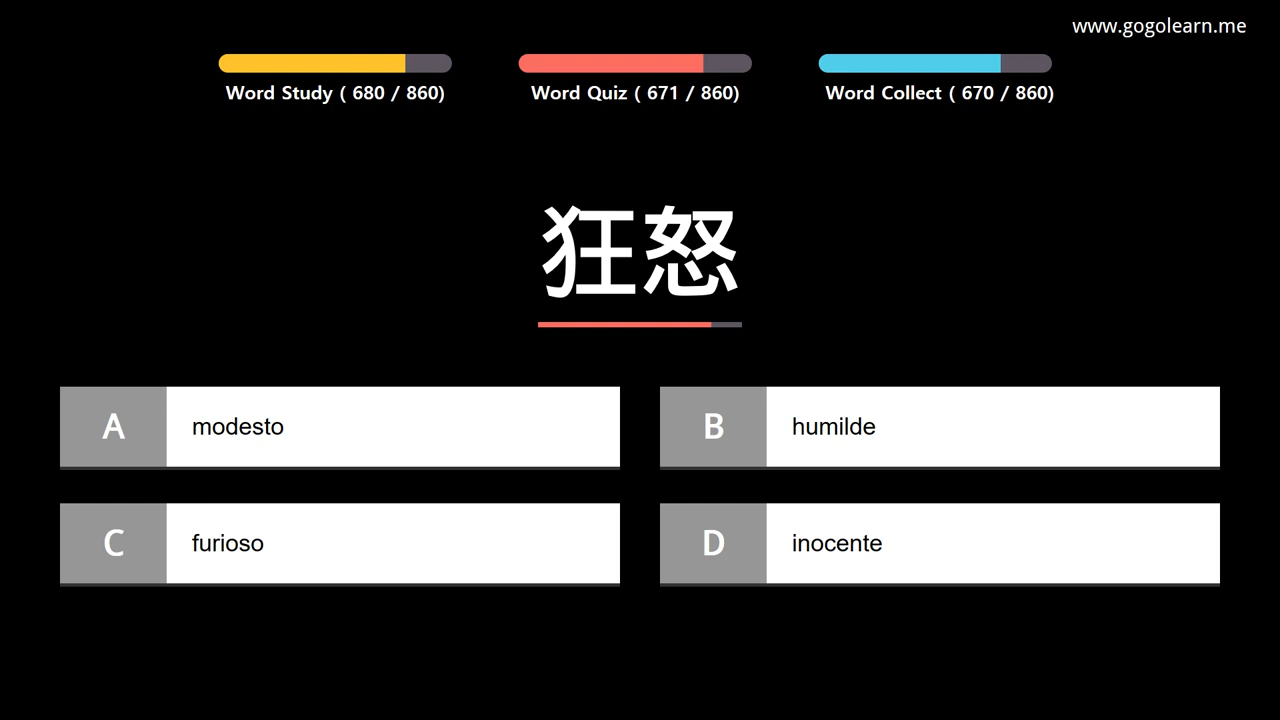 www.gogolearn.me
Word Study ( 680 / 860)
Word Quiz ( 671 / 860)
Word Collect ( 670 / 860)
狂怒
A modesto
B humilde
C furioso
D inocente